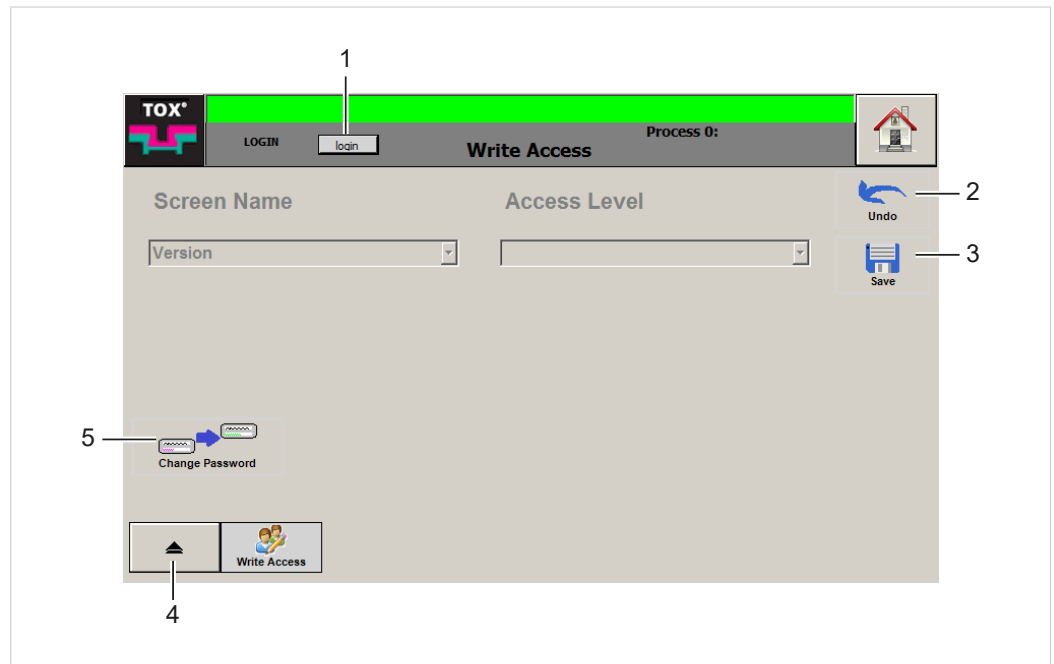 1
TOX®
LOGIN
login
Process 0:
Write Access
Screen Name
Access Level
2
Undo
Version
3
Save
5
Change Password
Write Access
4